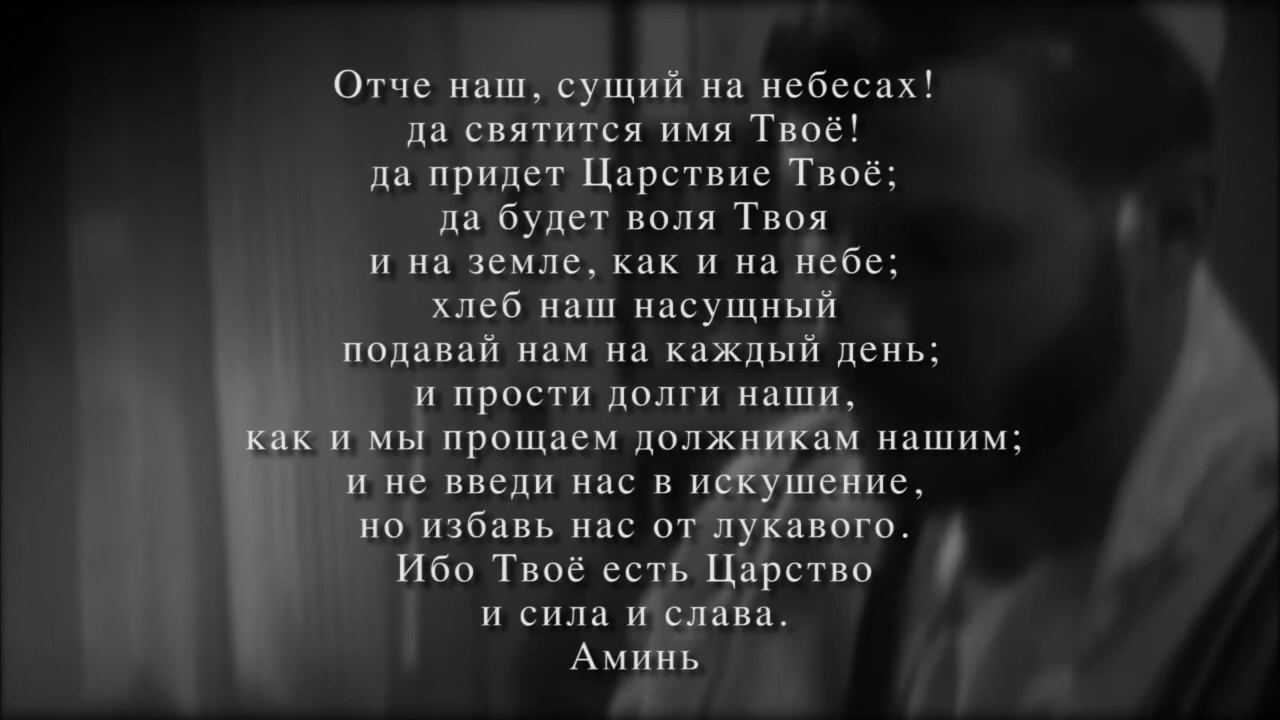 Отче наш, сущий на небесах!
да святится имя Твоё!
да придет Царствие Твоё;
да будет воля Твоя
и на земле, как и на небе;
хлеб наш насущный
подавай нам на каждый день;
и прости долги наши,
как и мы прощаем должникам нашим;
и не введи нас в искушение,
но избавь нас от лукавого.
Ибо Твоё есть Царство
и сила и слава.
Аминь